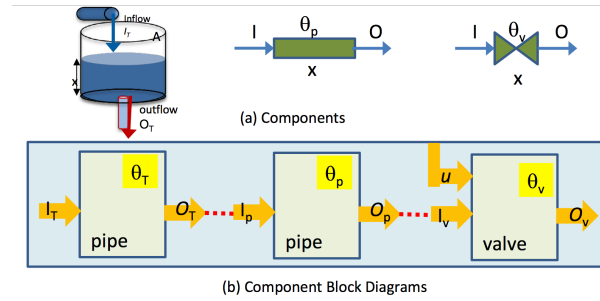 Inflow
I_T
A
x
outflow
O_T
I θ_p O
x
I θ_v O
x
(a) Components
θ_T
I_T O_T
pipe
θ_p
I_p O_p
pipe
u
θ_v
I_v O_v
valve
(b) Component Block Diagrams